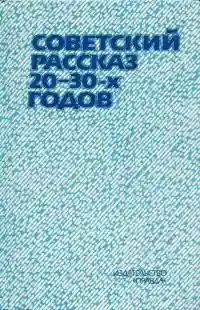 СОВЕТСКИЙ
РАССКАЗ
20-30-х
ГОДОВ
ИЗДАТЕЛЬСТВО
«ПРАВДА»